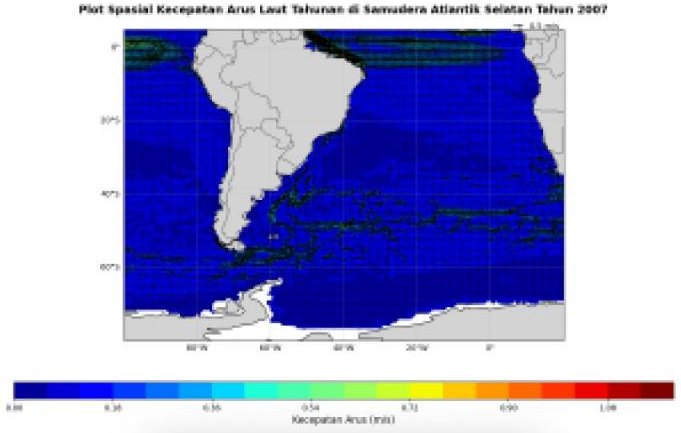 Plot Spasial Kecepatan Arus Laut Tahunan di Samudera Atlantik Selatan Tahun 2007
0.5 m/s
0°
20°S
40°S
60°S
80°W 60°W 40°W 20°W 0°
0.00 0.18 0.36 0.54 0.72 0.90 1.08
Kecepatan Arus (m/s)